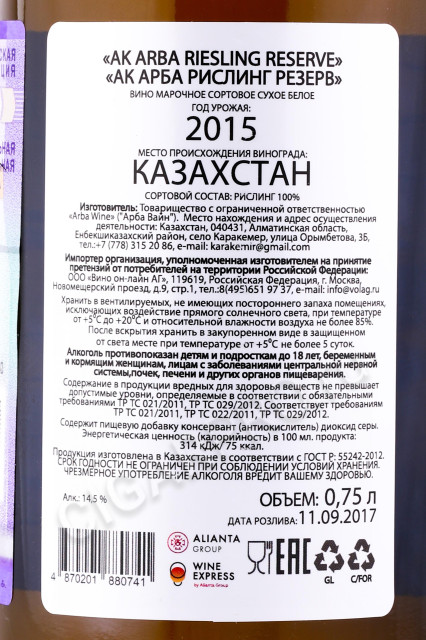 «AK ARBA RIESLING RESERVE»
«АК АРБА РИСЛИНГ РЕЗЕРВ»
ВИНО МАРОЧНОЕ СОРТОВОЕ СУХОЕ БЕЛОЕ
ГОД УРОЖАЯ:
2015
МЕСТО ПРОИСХОЖДЕНИЯ ВИНОГРАДА:
КАЗАХСТАН
СОРТОВОЙ СОСТАВ: РИСЛИНГ 100%
Изготовитель: Товарищество с ограниченной ответственностью
«Arba Wine» ("Арба Вайн"). Место нахождения и адрес осуществления
деятельности: Казахстан, 040431, Алматинская область,
Енбекшиказахский район, село Каракемер, улица Орымбетова, 3Б,
тел.:+7 (778) 315 20 86, e-mail: karakemir@gmail.com
Импортер организация, уполномоченная изготовителем на принятие
претензий от потребителей на территории Российской Федерации:
ООО «Вино он-лайн АГ», 119619, Российская Федерация, г. Москва,
Новомещерский проезд, д.9, стр.1, тел.:8(495)651 97 37, e-mail: info@volag.ru
Хранить в вентилируемых, не имеющих постороннего запаха помещениях,
исключающих воздействие прямого солнечного света, при температуре
от +5°С до +20°С и относительной влажности воздуха не более 85%.
После вскрытия хранить в закупоренном виде в защищенном
от света месте при температуре от +5°С не более 5 суток.
Алкоголь противопоказан детям и подросткам до 18 лет, беременным
и кормящим женщинам, лицам с заболеваниями центральной нервной
системы,почек, печени и других органов пищеварения.
Содержание в продукции вредных для здоровья веществ не превышает
допустимые уровни, определяемые в соответствии с обязательными
требованиями ТР ТС 021/2011, ТР ТС 029/2012. Соответствует требованиям
ТР ТС 021/2011, ТР ТС 022/2011, ТР ТС 029/2012.
Содержит пищевую добавку консервант (антиокислитель) диоксид серы.
Энергетическая ценность (калорийность) в 100 мл. продукта:
314 кДж/75 ккал.
Продукция изготовлена в Казахстане в соответствии с ГОСТ Р: 55242-2012.
СРОК ГОДНОСТИ НЕ ОГРАНИЧЕН ПРИ СОБЛЮДЕНИИ УСЛОВИЙ ХРАНЕНИЯ.
ЧРЕЗМЕРНОЕ УПОТРЕБЛЕНИЕ АЛКОГОЛЯ ВРЕДИТ ВАШЕМУ ЗДОРОВЬЮ.
Алк.: 14,5 %
ОБЪЕМ: 0,75 л
ДАТА РОЗЛИВА: 11.09.2017
ALIANTA
GROUP
WINE
EXPRESS
by Alianta Group
EAC
GL
C/FOR
4 870201 880741